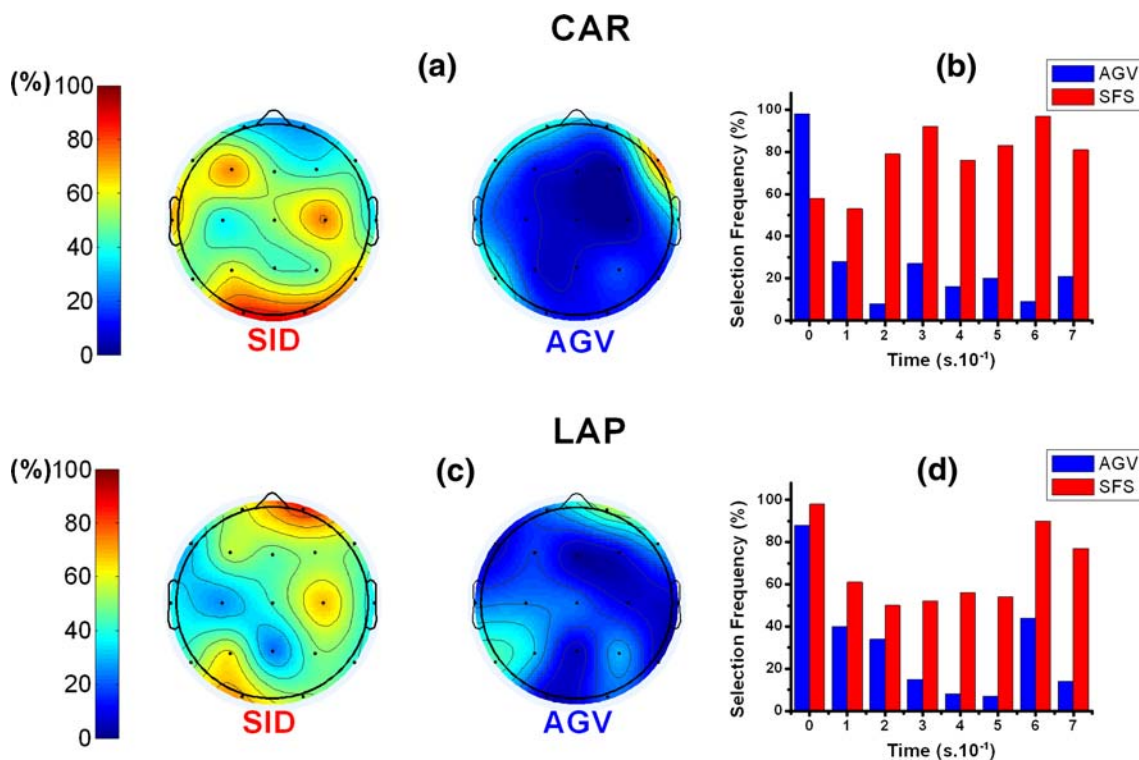 CAR
(%)
100
80
60
40
20
0
(a)
SID
AGV
(b)
AGV
SFS
Selection Frequency (%)
100
80
60
40
20
0
0 1 2 3 4 5 6 7
Time (s.10⁻¹)
LAP
(%)
100
80
60
40
20
0
(c)
SID
AGV
(d)
AGV
SFS
Selection Frequency (%)
100
80
60
40
20
0
0 1 2 3 4 5 6 7
Time (s.10⁻¹)